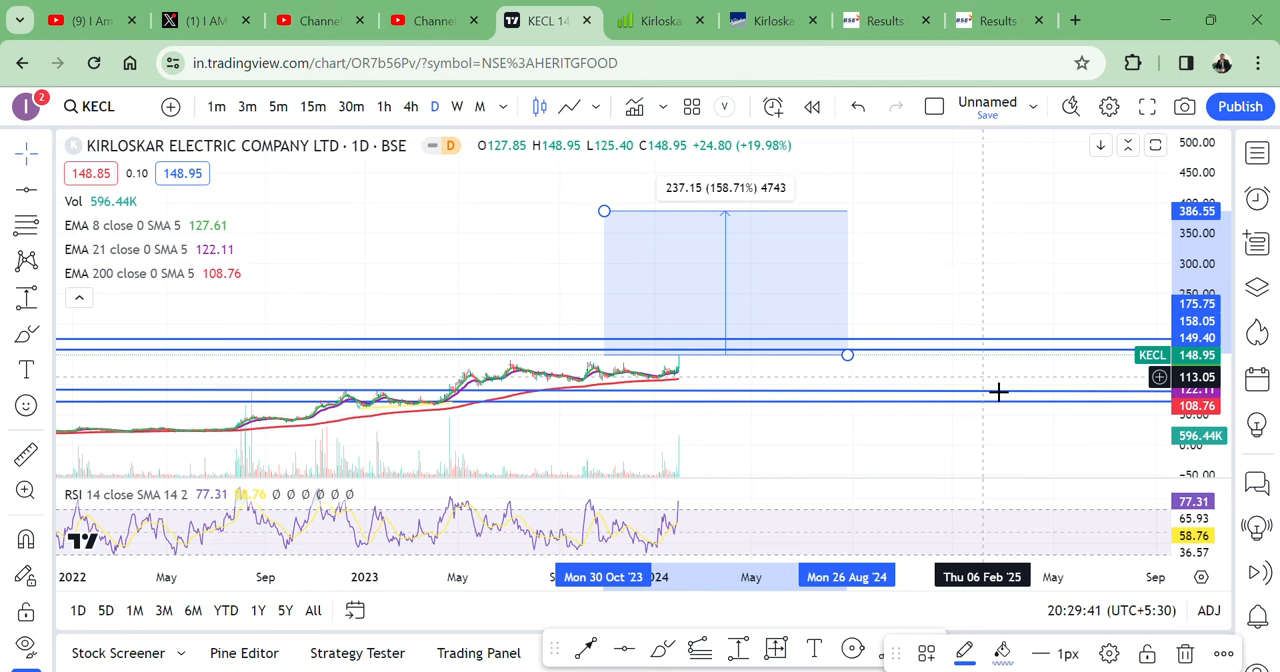 (9) I Am
(1) I AM
Channel
Channel
KECL 14
Kirloska
Kirloska
Results
Results
in.tradingview.com/chart/OR7b56Pv/?symbol=NSE%3AHERITGFOOD
I 2 KECL 1m 3m 5m 15m 30m 1h 4h D W M V Unnamed Save Publish
K KIRLOSKAR ELECTRIC COMPANY LTD · 1D · BSE D O127.85 H148.95 L125.40 C148.95 +24.80 (+19.98%)
148.85 0.10 148.95
Vol 596.44K
EMA 8 close 0 SMA 5 127.61
EMA 21 close 0 SMA 5 122.11
EMA 200 close 0 SMA 5 108.76
237.15 (158.71%) 4743
500.00
450.00
386.55
350.00
300.00
250.00
175.75
158.05
149.40
KECL 148.95
113.05
122.11
108.76
596.44K
−50.00
RSI 14 close SMA 14 2 77.31 Ø Ø Ø Ø Ø Ø
77.31
65.93
58.76
36.57
2022 May Sep 2023 May Mon 30 Oct '23 May Mon 26 Aug '24 Thu 06 Feb '25 May Sep
1D 5D 1M 3M 6M YTD 1Y 5Y All 20:29:41 (UTC+5:30) ADJ
Stock Screener Pine Editor Strategy Tester Trading Panel 1px